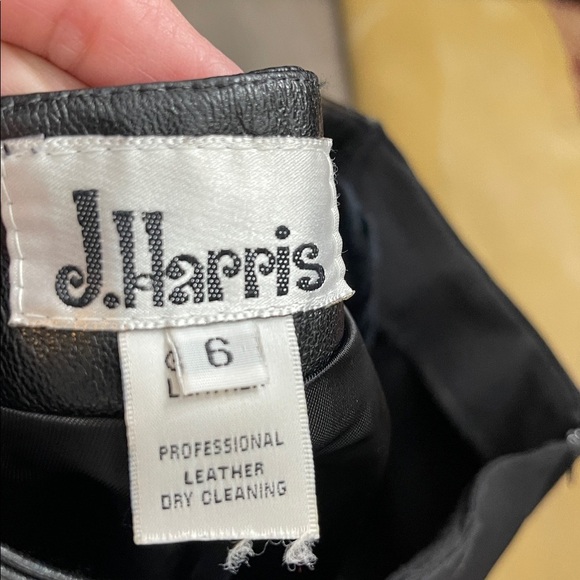 J.Harris
6
PROFESSIONAL
LEATHER
DRY CLEANING